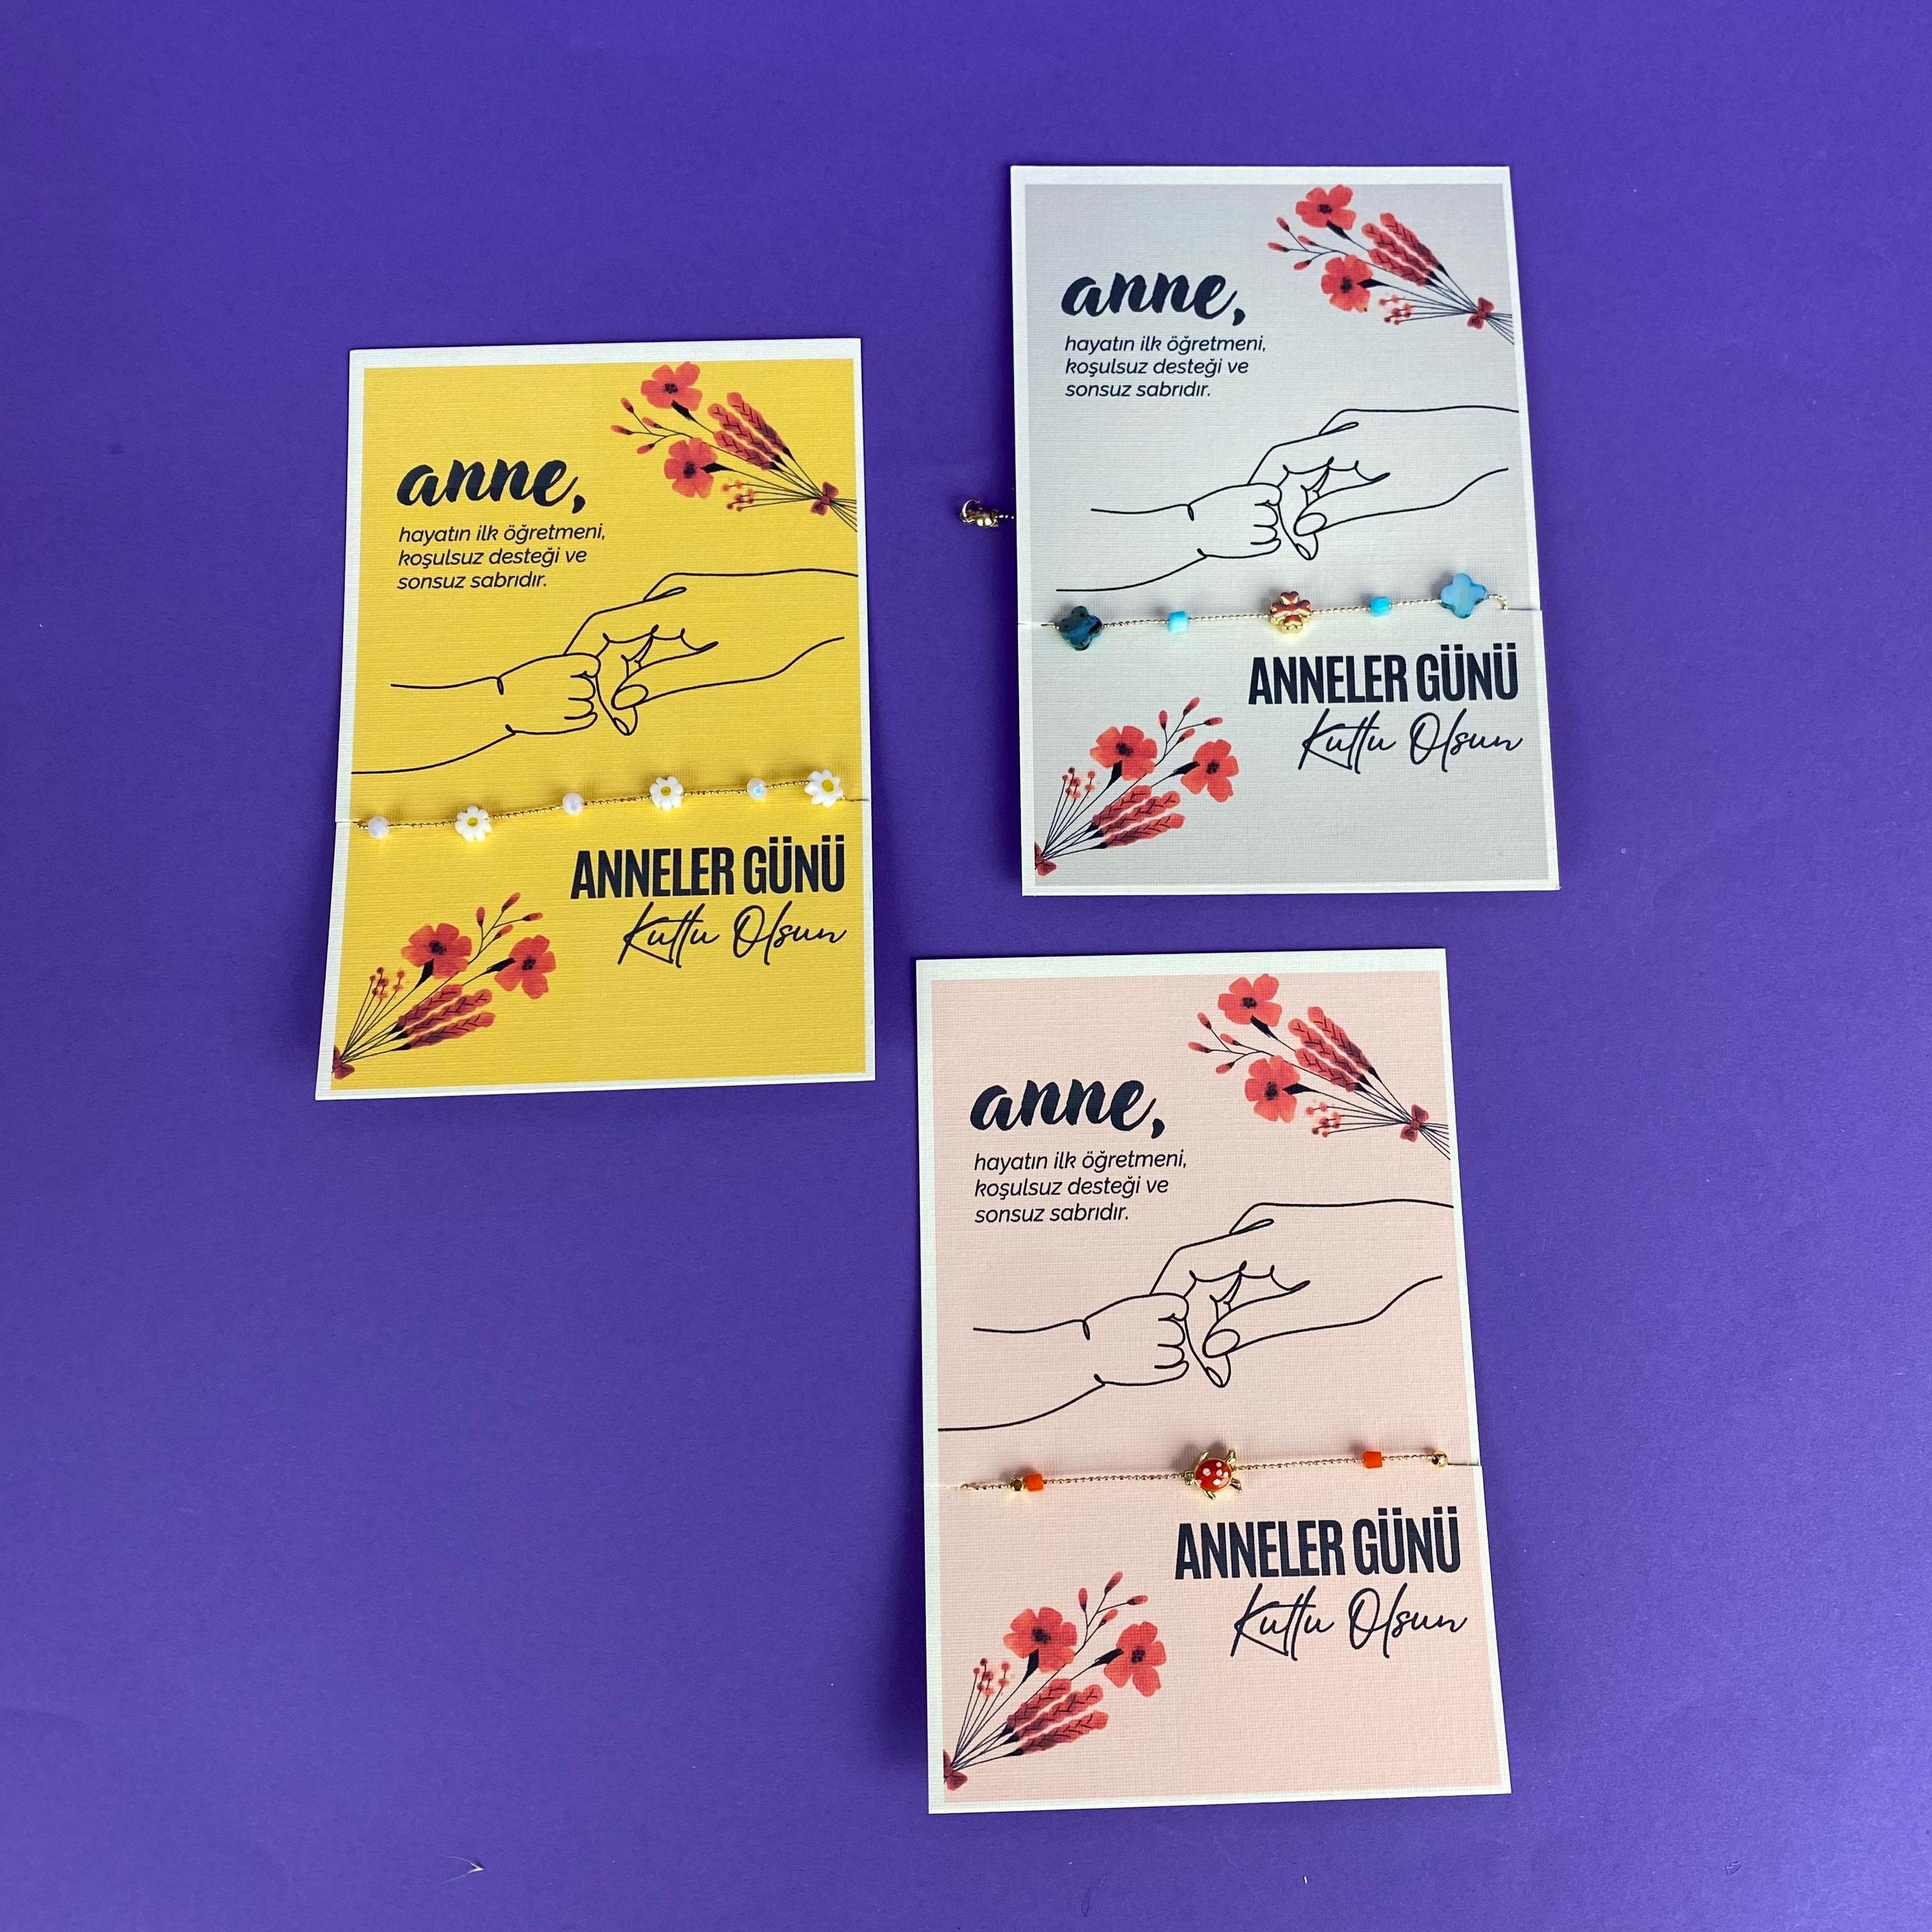 anne,
hayatın ilk öğretmeni,
koşulsuz desteği ve
sonsuz sabrıdır.
ANNELER GÜNÜ
Kutlu Olsun
anne,
hayatın ilk öğretmeni,
koşulsuz desteği ve
sonsuz sabrıdır.
ANNELER GÜNÜ
Kutlu Olsun
anne,
hayatın ilk öğretmeni,
koşulsuz desteği ve
sonsuz sabrıdır.
ANNELER GÜNÜ
Kutlu Olsun